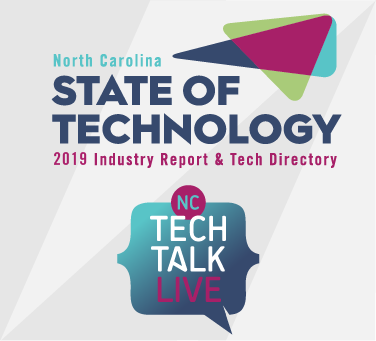 North Carolina
STATE OF
TECHNOLOGY
2019 Industry Report & Tech Directory
NC
TECH
TALK
LIVE